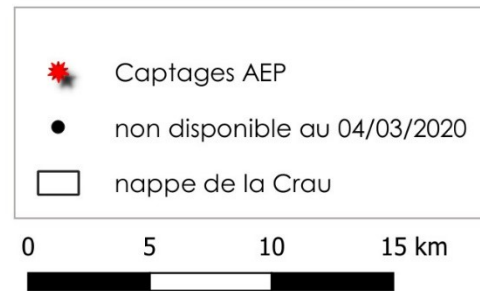 Captages AEP
non disponible au 04/03/2020
nappe de la Crau
0 5 10 15 km